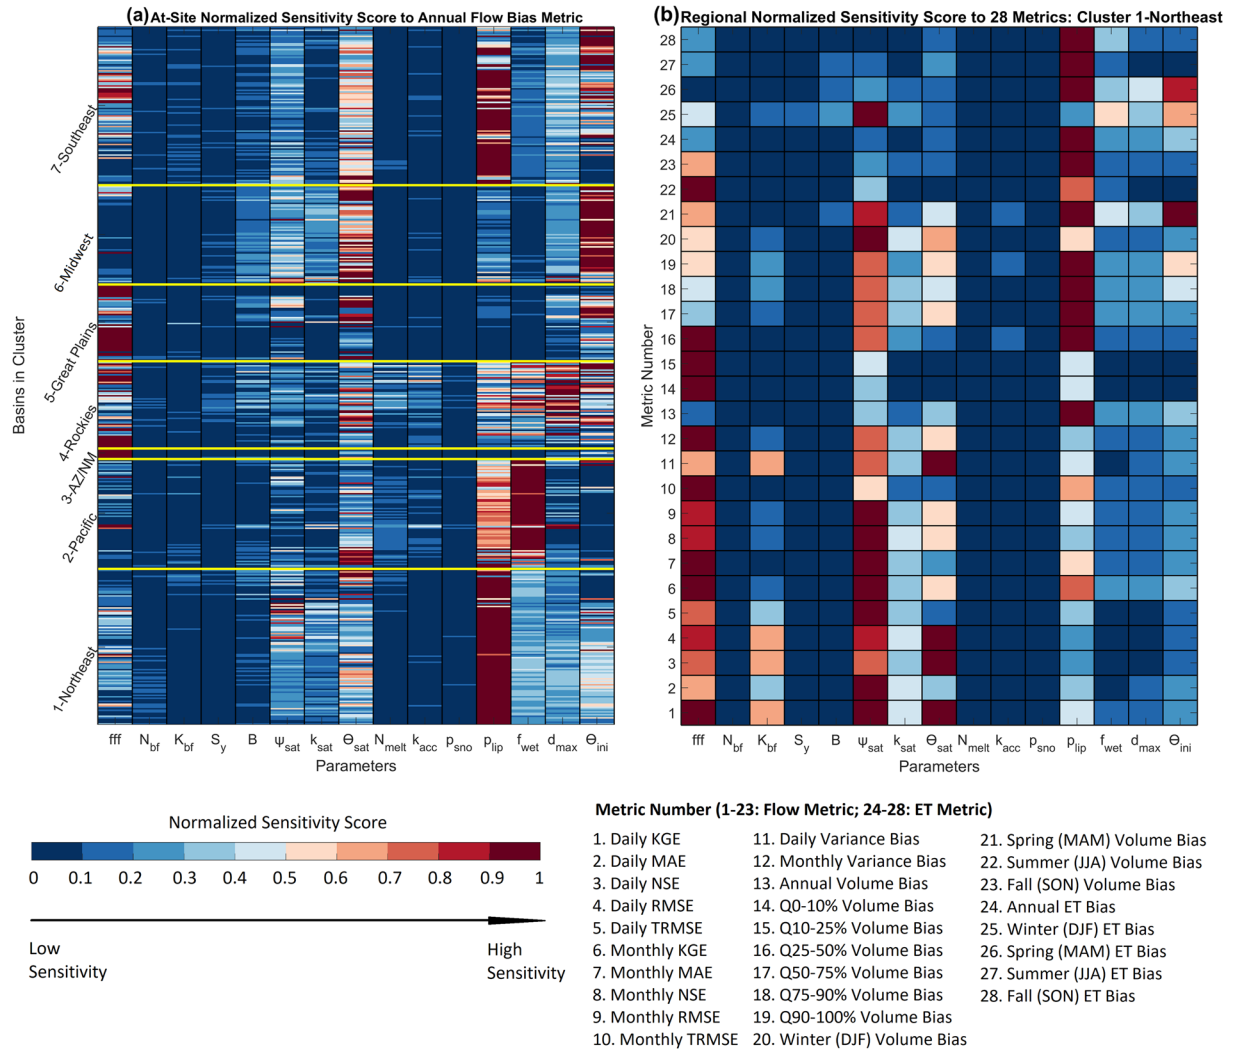 (a) At-Site Normalized Sensitivity Score to Annual Flow Bias Metric
Basins in Cluster
7-Southeast
6-Midwest
5-Great Plains
4-Rockies
3-AZ/NM
2-Pacific
1-Northeast
fff N_bf K_bf S_y B ψ_sat k_sat Θ_sat N_melt k_acc p_sno p_lip f_wet d_max Θ_ini
Parameters
(b) Regional Normalized Sensitivity Score to 28 Metrics: Cluster 1-Northeast
Metric Number
28
27
26
25
24
23
22
21
20
19
18
17
16
15
14
13
12
11
10
9
8
7
6
5
4
3
2
1
fff N_bf K_bf S_y B ψ_sat k_sat Θ_sat N_melt k_acc p_sno p_lip f_wet d_max Θ_ini
Parameters
Normalized Sensitivity Score
0 0.1 0.2 0.3 0.4 0.5 0.6 0.7 0.8 0.9 1
Low
Sensitivity
High
Sensitivity
Metric Number (1-23: Flow Metric; 24-28: ET Metric)
1. Daily KGE
2. Daily MAE
3. Daily NSE
4. Daily RMSE
5. Daily TRMSE
6. Monthly KGE
7. Monthly MAE
8. Monthly NSE
9. Monthly RMSE
10. Monthly TRMSE
11. Daily Variance Bias
12. Monthly Variance Bias
13. Annual Volume Bias
14. Q0-10% Volume Bias
15. Q10-25% Volume Bias
16. Q25-50% Volume Bias
17. Q50-75% Volume Bias
18. Q75-90% Volume Bias
19. Q90-100% Volume Bias
20. Winter (DJF) Volume Bias
21. Spring (MAM) Volume Bias
22. Summer (JJA) Volume Bias
23. Fall (SON) Volume Bias
24. Annual ET Bias
25. Winter (DJF) ET Bias
26. Spring (MAM) ET Bias
27. Summer (JJA) ET Bias
28. Fall (SON) ET Bias